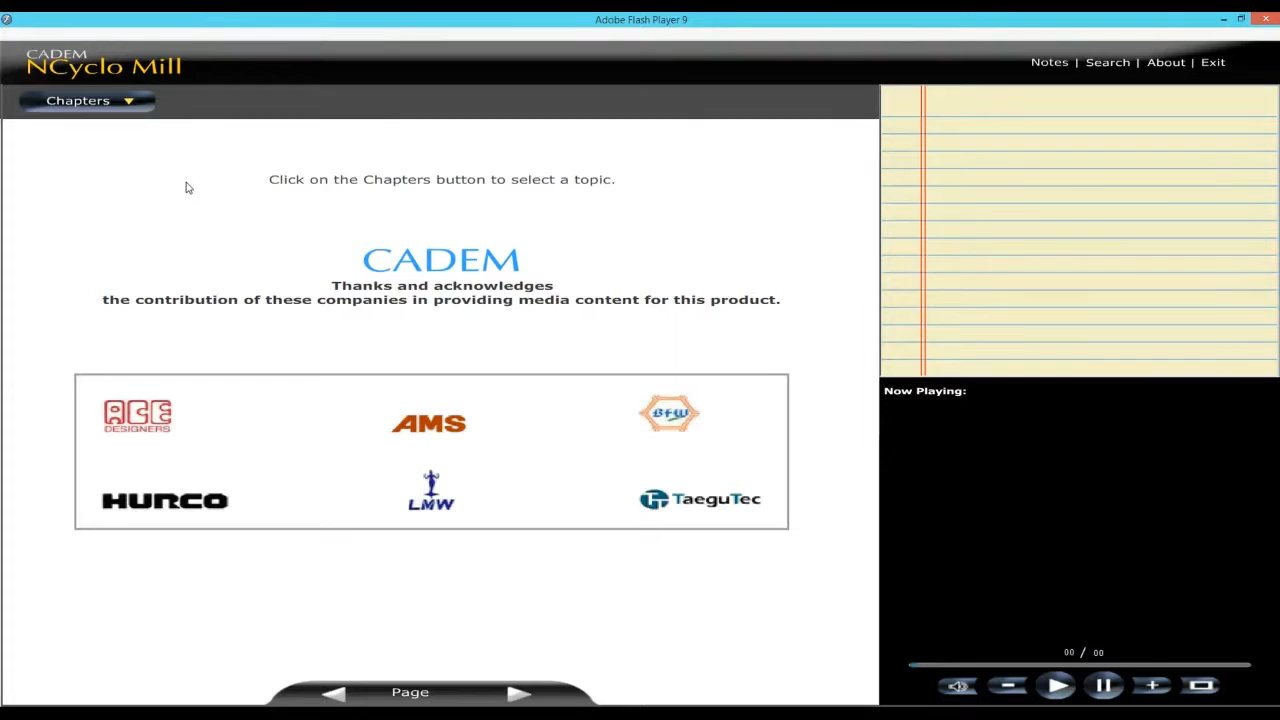 Adobe Flash Player 9
CADEM
NCyclo Mill
Notes | Search | About | Exit
Chapters
Click on the Chapters button to select a topic.
CADEM
Thanks and acknowledges
the contribution of these companies in providing media content for this product.
ACE
DESIGNERS
AMS
BFW
HURCO
LMW
TaeguTec
Now Playing:
00 / 00
Page